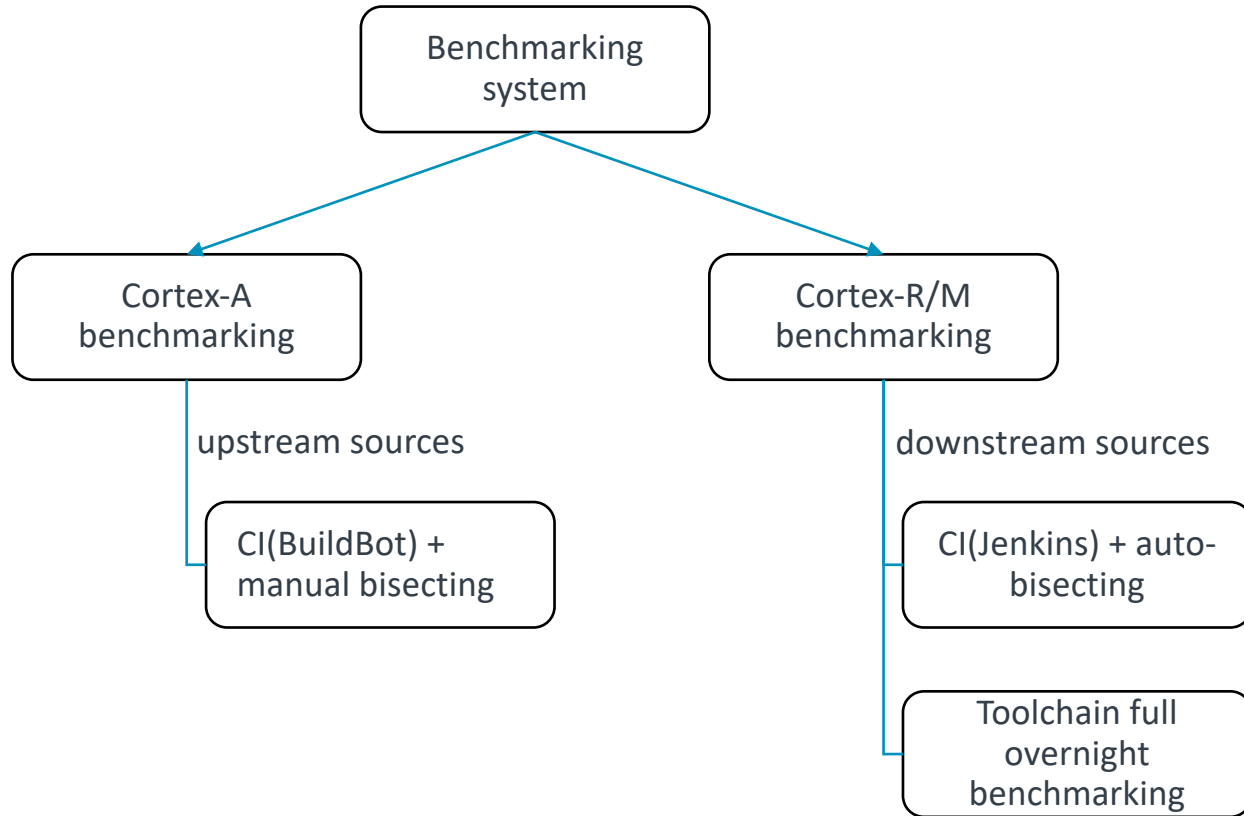 Benchmarking
system
Cortex-A
benchmarking
Cortex-R/M
benchmarking
upstream sources
downstream sources
CI(BuildBot) +
manual bisecting
CI(Jenkins) + auto-
bisecting
Toolchain full
overnight
benchmarking